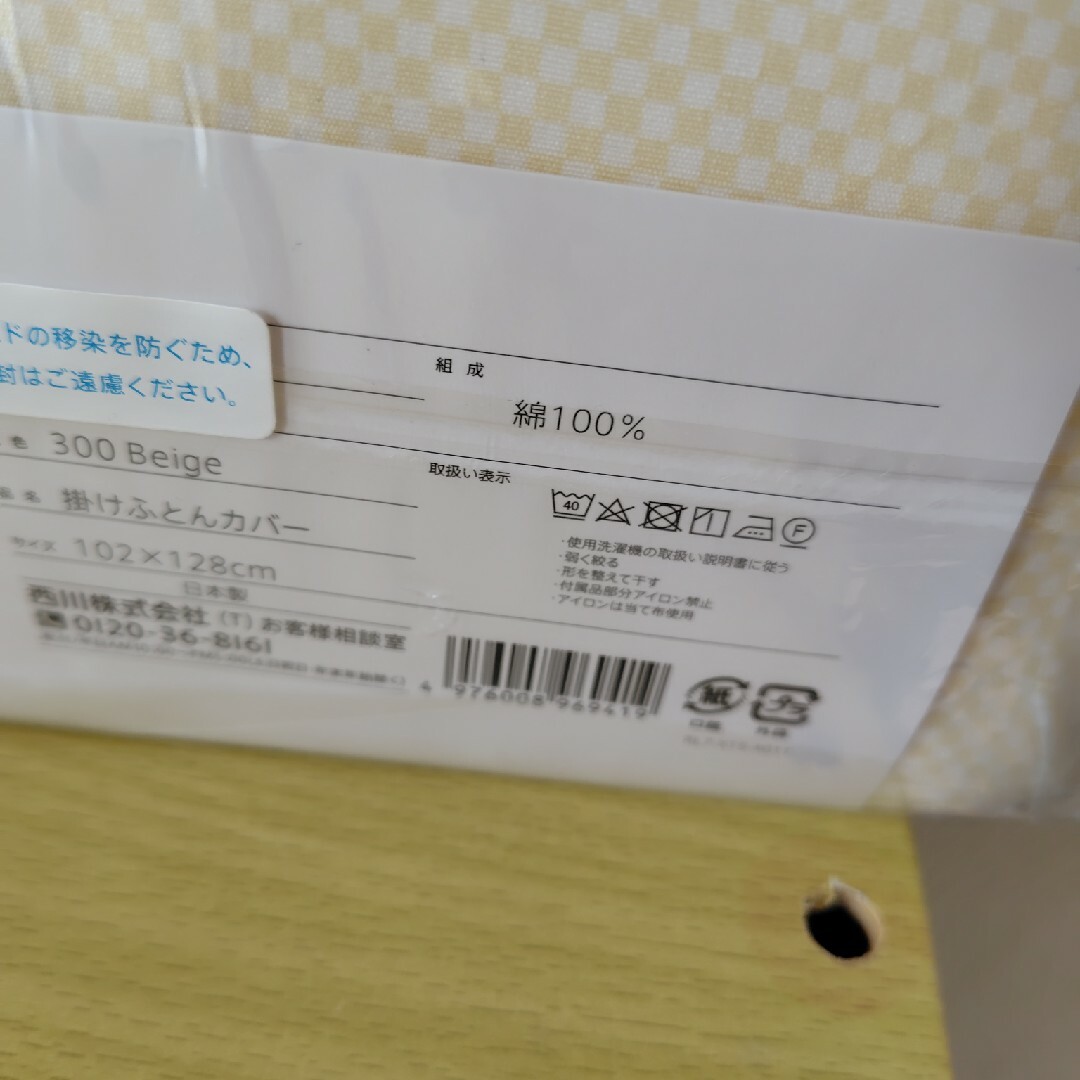 ドの移染を防ぐため、
封はご遠慮ください。
組 成
綿100%
色 300 Beige
取扱い表示
品名 掛けふとんカバー
サイズ 102×128cm
日本製
40
F
・使用洗濯機の取扱い説明書に従う
・弱く絞る
・形を整えて干す
・付属品部分アイロン禁止
・アイロンは当て布使用
西川株式会社 (T) お客様相談室
0120-36-8161
4 976008 969419
紙
プラ
口紙
外袋